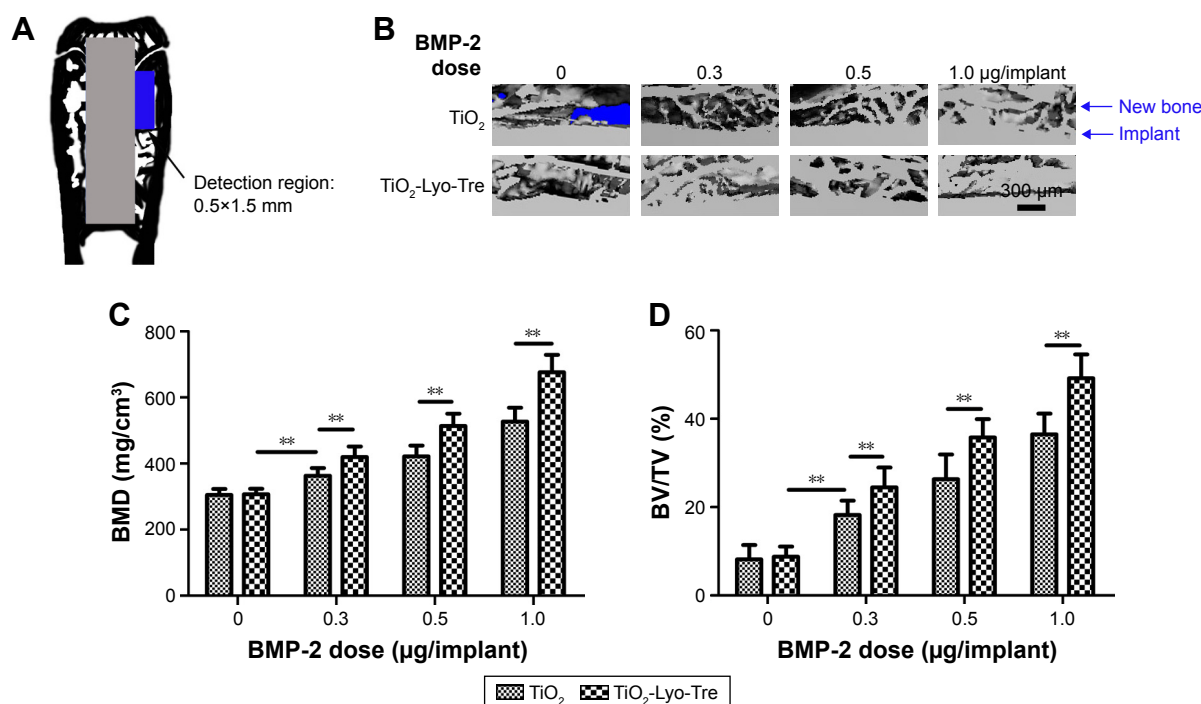 A
Detection region:
0.5×1.5 mm
B
BMP-2
dose
0 0.3 0.5 1.0 µg/implant
TiO₂
New bone
Implant
TiO₂-Lyo-Tre
300 µm
C
800
600
400
200
0
BMD (mg/cm³)
** ** ** **
0 0.3 0.5 1.0
BMP-2 dose (µg/implant)
D
60
40
20
0
BV/TV (%)
** ** ** **
0 0.3 0.5 1.0
BMP-2 dose (µg/implant)
TiO₂ TiO₂-Lyo-Tre